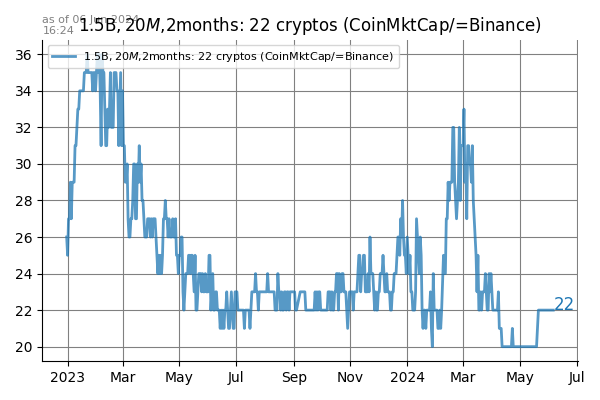 as of 06 Jun 2024
16:24
1.5B, 20M,2months: 22 cryptos (CoinMktCap/=Binance)
1.5B, 20M,2months: 22 cryptos (CoinMktCap/=Binance)
36
34
32
30
28
26
24
22
20
22
2023 Mar May Jul Sep Nov 2024 Mar May Jul